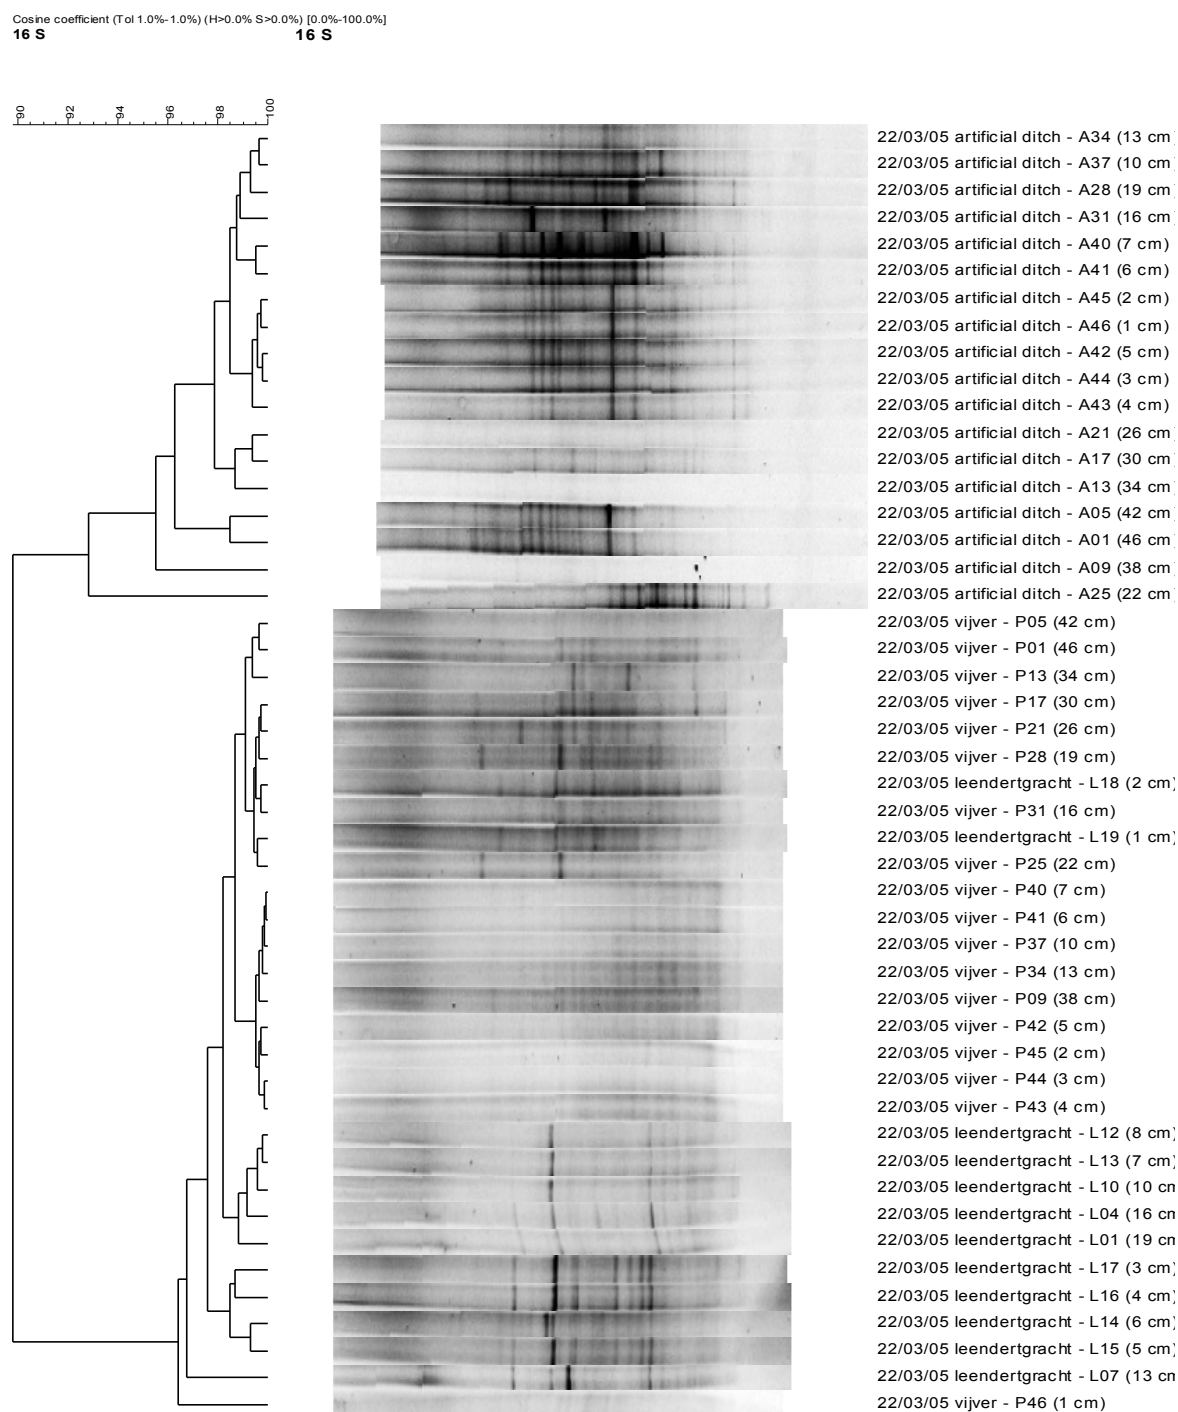 Cosine coefficient (Tol 1.0%-1.0%) (H>0.0% S>0.0%) [0.0%-100.0%]
16 S 16 S
90 92 94 96 98 100
22/03/05 artificial ditch - A34 (13 cm
22/03/05 artificial ditch - A37 (10 cm
22/03/05 artificial ditch - A28 (19 cm
22/03/05 artificial ditch - A31 (16 cm
22/03/05 artificial ditch - A40 (7 cm)
22/03/05 artificial ditch - A41 (6 cm)
22/03/05 artificial ditch - A45 (2 cm)
22/03/05 artificial ditch - A46 (1 cm)
22/03/05 artificial ditch - A42 (5 cm)
22/03/05 artificial ditch - A44 (3 cm)
22/03/05 artificial ditch - A43 (4 cm)
22/03/05 artificial ditch - A21 (26 cm
22/03/05 artificial ditch - A17 (30 cm
22/03/05 artificial ditch - A13 (34 cm
22/03/05 artificial ditch - A05 (42 cm
22/03/05 artificial ditch - A01 (46 cm
22/03/05 artificial ditch - A09 (38 cm
22/03/05 artificial ditch - A25 (22 cm
22/03/05 vijver - P05 (42 cm)
22/03/05 vijver - P01 (46 cm)
22/03/05 vijver - P13 (34 cm)
22/03/05 vijver - P17 (30 cm)
22/03/05 vijver - P21 (26 cm)
22/03/05 vijver - P28 (19 cm)
22/03/05 leendertgracht - L18 (2 cm)
22/03/05 vijver - P31 (16 cm)
22/03/05 leendertgracht - L19 (1 cm)
22/03/05 vijver - P25 (22 cm)
22/03/05 vijver - P40 (7 cm)
22/03/05 vijver - P41 (6 cm)
22/03/05 vijver - P37 (10 cm)
22/03/05 vijver - P34 (13 cm)
22/03/05 vijver - P09 (38 cm)
22/03/05 vijver - P42 (5 cm)
22/03/05 vijver - P45 (2 cm)
22/03/05 vijver - P44 (3 cm)
22/03/05 vijver - P43 (4 cm)
22/03/05 leendertgracht - L12 (8 cm)
22/03/05 leendertgracht - L13 (7 cm)
22/03/05 leendertgracht - L10 (10 cm
22/03/05 leendertgracht - L04 (16 cm
22/03/05 leendertgracht - L01 (19 cm
22/03/05 leendertgracht - L17 (3 cm)
22/03/05 leendertgracht - L16 (4 cm)
22/03/05 leendertgracht - L14 (6 cm)
22/03/05 leendertgracht - L15 (5 cm)
22/03/05 leendertgracht - L07 (13 cm
22/03/05 vijver - P46 (1 cm)